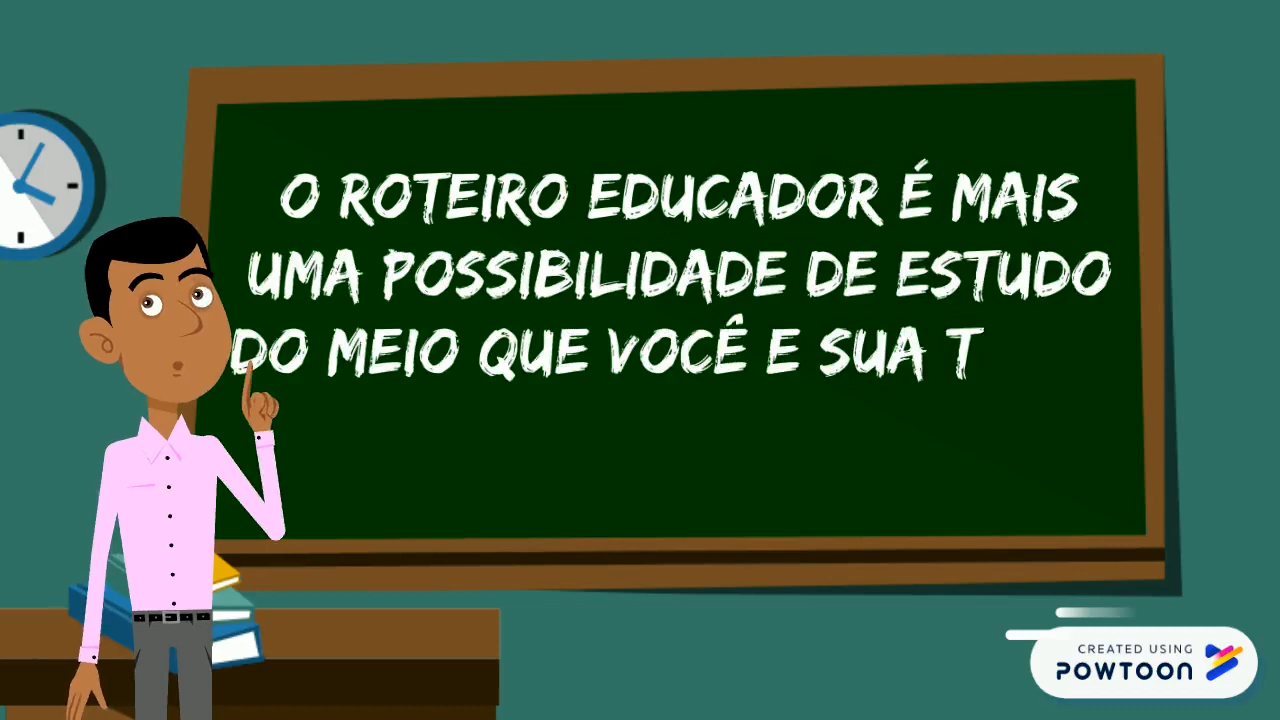 O ROTEIRO EDUCADOR É MAIS
UMA POSSIBILIDADE DE ESTUDO
DO MEIO QUE VOCÊ E SUA T
CREATED USING
POWTOON